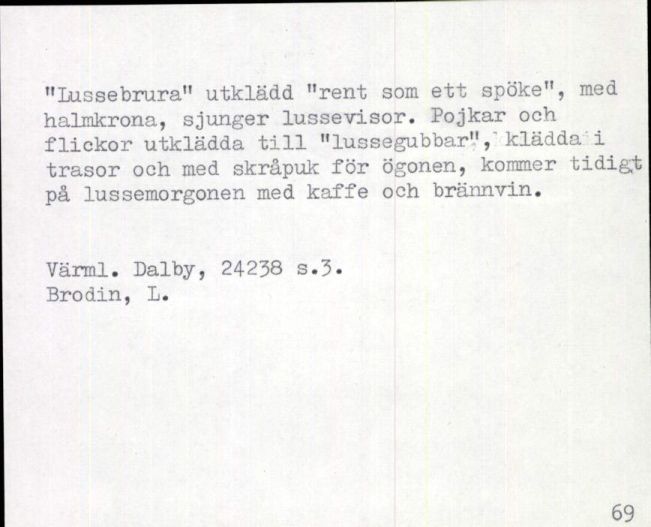 "Lussebrura" utklädd "rent som ett spöke", med
halmkrona, sjunger lussevisor. Pojkar och
flickor utklädda till "lussegubbar", klädda i
trasor och med skråpuk för ögonen, kommer tidigt
på lussemorgonen med kaffe och brännvin.
Värml. Dalby, 24238 s.3.
Brodin, L.
69